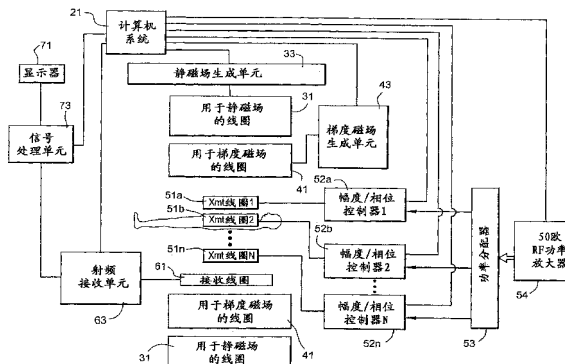 21
计算机
系统
71
显示器
33
静磁场生成单元
43
73
用于静磁场
的线圈
31
梯度磁场
生成单元
信号
处理单元
用于梯度磁场
的线圈
41
52a
51a
Xmt线圈1
幅度/相位
控制器1
51b
Xmt线圈2
52b
50欧
RF功率
放大器
功率分配器
幅度/相位
控制器2
51n
Xmt线圈N
54
射频
接收单元
61
接收线圈
幅度/相位
控制器N
63
用于梯度磁场
的线圈
41
52n
53
31
用于静磁场
的线圈